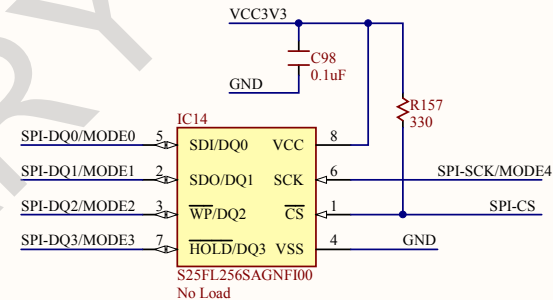 VCC3V3
C98
0.1uF
GND
R157
330
IC14
SPI-DQ0/MODE0 5 SDI/DQ0 VCC 8
SPI-DQ1/MODE1 2 SDO/DQ1 SCK 6 SPI-SCK/MODE4
SPI-DQ2/MODE2 3 WP/DQ2 CS 1 SPI-CS
SPI-DQ3/MODE3 7 HOLD/DQ3 VSS 4 GND
S25FL256SAGNFI00
No Load